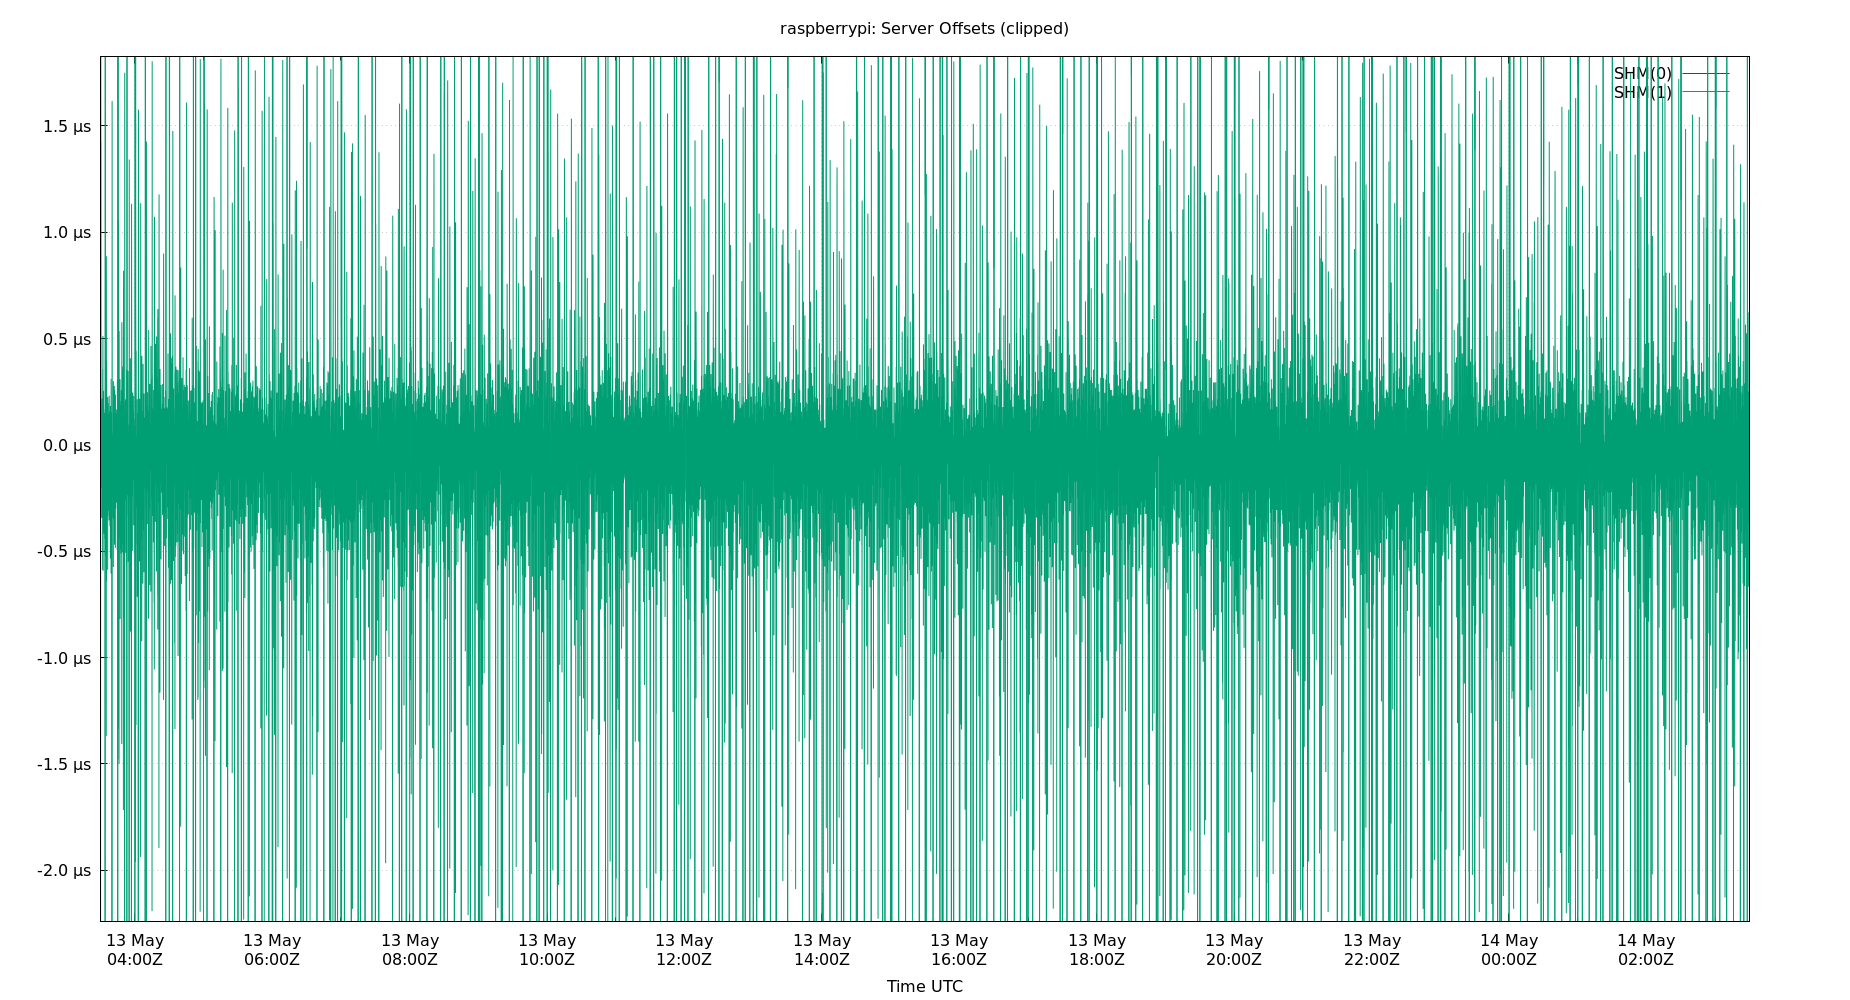 raspberrypi: Server Offsets (clipped)
SHM(0)
SHM(1)
1.5 µs
1.0 µs
0.5 µs
0.0 µs
-0.5 µs
-1.0 µs
-1.5 µs
-2.0 µs
13 May 13 May 13 May 13 May 13 May 13 May 13 May 13 May 13 May 13 May 14 May 14 May
04:00Z 06:00Z 08:00Z 10:00Z 12:00Z 14:00Z 16:00Z 18:00Z 20:00Z 22:00Z 00:00Z 02:00Z
Time UTC